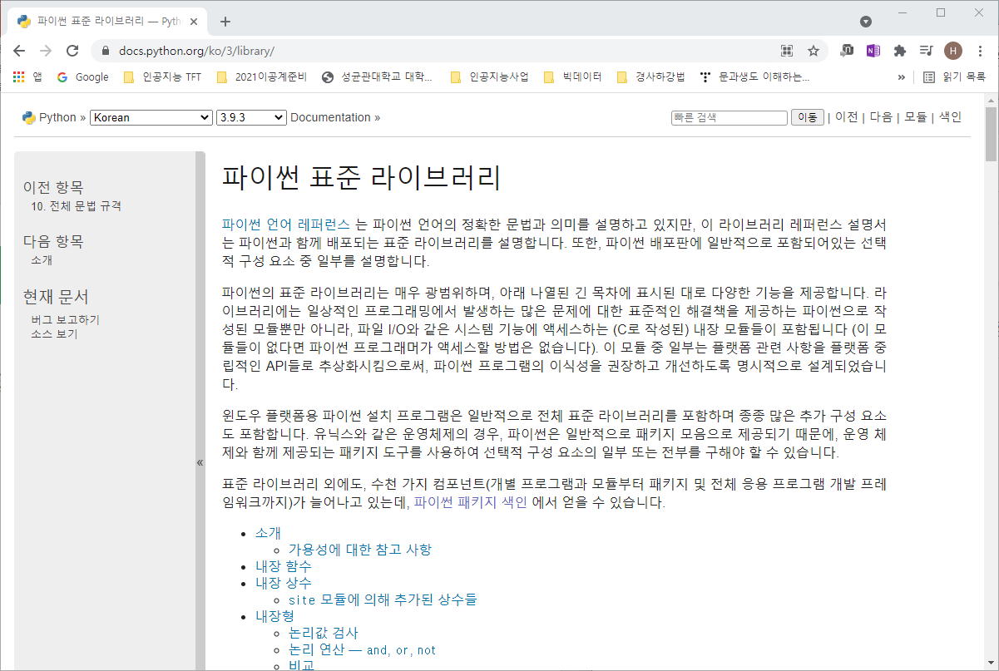 파이썬 표준 라이브러리 — Pyth
docs.python.org/ko/3/library/
H
앱 Google 인공지능 TFT 2021이공계준비 성균관대학교 대학... 인공지능사업 빅데이터 경사하강법 문과생도 이해하는... » 읽기 목록
Python » Korean 3.9.3 Documentation » 빠른 검색 이동 | 이전 | 다음 | 모듈 | 색인
이전 항목
10. 전체 문법 규격
다음 항목
소개
현재 문서
버그 보고하기
소스 보기
«
파이썬 표준 라이브러리
파이썬 언어 레퍼런스 는 파이썬 언어의 정확한 문법과 의미를 설명하고 있지만, 이 라이브러리 레퍼런스 설명서
는 파이썬과 함께 배포되는 표준 라이브러리를 설명합니다. 또한, 파이썬 배포판에 일반적으로 포함되어있는 선택
적 구성 요소 중 일부를 설명합니다.
파이썬의 표준 라이브러리는 매우 광범위하며, 아래 나열된 긴 목차에 표시된 대로 다양한 기능을 제공합니다. 라
이브러리에는 일상적인 프로그래밍에서 발생하는 많은 문제에 대한 표준적인 해결책을 제공하는 파이썬으로 작
성된 모듈뿐만 아니라, 파일 I/O와 같은 시스템 기능에 액세스하는 (C로 작성된) 내장 모듈들이 포함됩니다 (이 모
듈들이 없다면 파이썬 프로그래머가 액세스할 방법은 없습니다). 이 모듈 중 일부는 플랫폼 관련 사항을 플랫폼 중
립적인 API들로 추상화시킴으로써, 파이썬 프로그램의 이식성을 권장하고 개선하도록 명시적으로 설계되었습니
다.
윈도우 플랫폼용 파이썬 설치 프로그램은 일반적으로 전체 표준 라이브러리를 포함하며 종종 많은 추가 구성 요소
도 포함합니다. 유닉스와 같은 운영체제의 경우, 파이썬은 일반적으로 패키지 모음으로 제공되기 때문에, 운영 체
제와 함께 제공되는 패키지 도구를 사용하여 선택적 구성 요소의 일부 또는 전부를 구해야 할 수 있습니다.
표준 라이브러리 외에도, 수천 가지 컴포넌트(개별 프로그램과 모듈부터 패키지 및 전체 응용 프로그램 개발 프레
임워크까지)가 늘어나고 있는데, 파이썬 패키지 색인 에서 얻을 수 있습니다.
• 소개
◦ 가용성에 대한 참고 사항
• 내장 함수
• 내장 상수
◦ site 모듈에 의해 추가된 상수들
• 내장형
◦ 논리값 검사
◦ 논리 연산 — and, or, not
◦ 비교